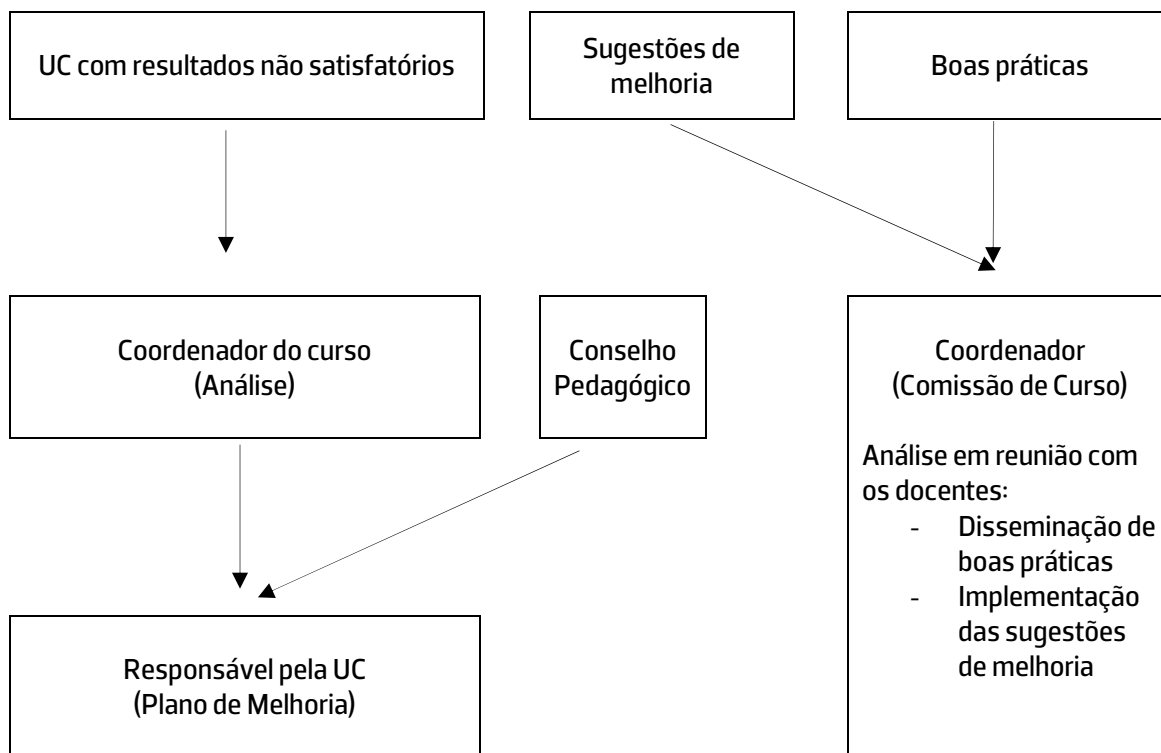 UC com resultados não satisfatórios
Sugestões de
melhoria
Boas práticas
Coordenador do curso
(Análise)
Conselho
Pedagógico
Coordenador
(Comissão de Curso)
Análise em reunião com
os docentes:
- Disseminação de
boas práticas
- Implementação
das sugestões
de melhoria
Responsável pela UC
(Plano de Melhoria)